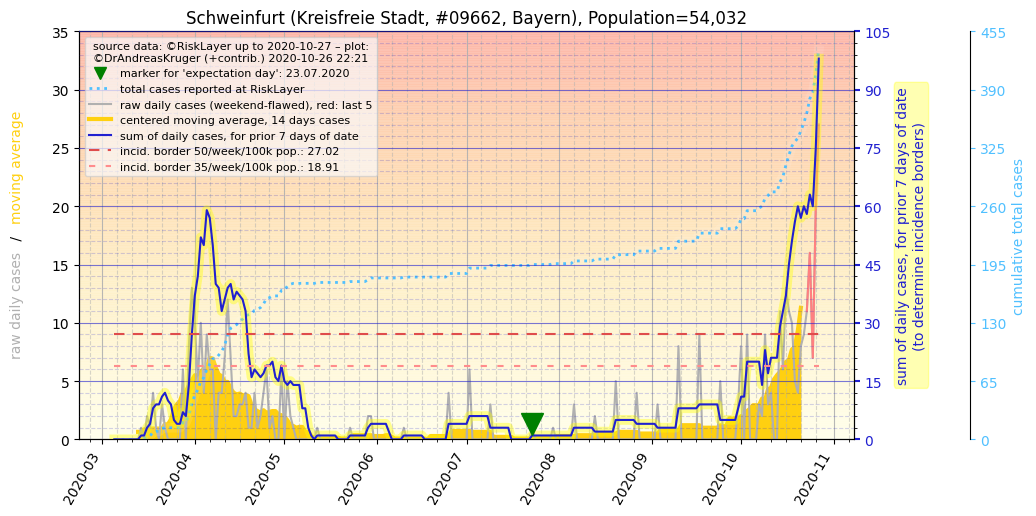 Schweinfurt (Kreisfreie Stadt, #09662, Bayern), Population=54,032
source data: ©RiskLayer up to 2020-10-27 – plot:
©DrAndreasKruger (+contrib.) 2020-10-26 22:21
marker for 'expectation day': 23.07.2020
total cases reported at RiskLayer
raw daily cases (weekend-flawed), red: last 5
centered moving average, 14 days cases
sum of daily cases, for prior 7 days of date
incid. border 50/week/100k pop.: 27.02
incid. border 35/week/100k pop.: 18.91
raw daily cases / moving average
35
30
25
20
15
10
5
0
2020-03
2020-04
2020-05
2020-06
2020-07
2020-08
2020-09
2020-10
2020-11
105
90
75
60
45
30
15
0
sum of daily cases, for prior 7 days of date
(to determine incidence borders)
455
390
325
260
195
130
65
0
cumulative total cases